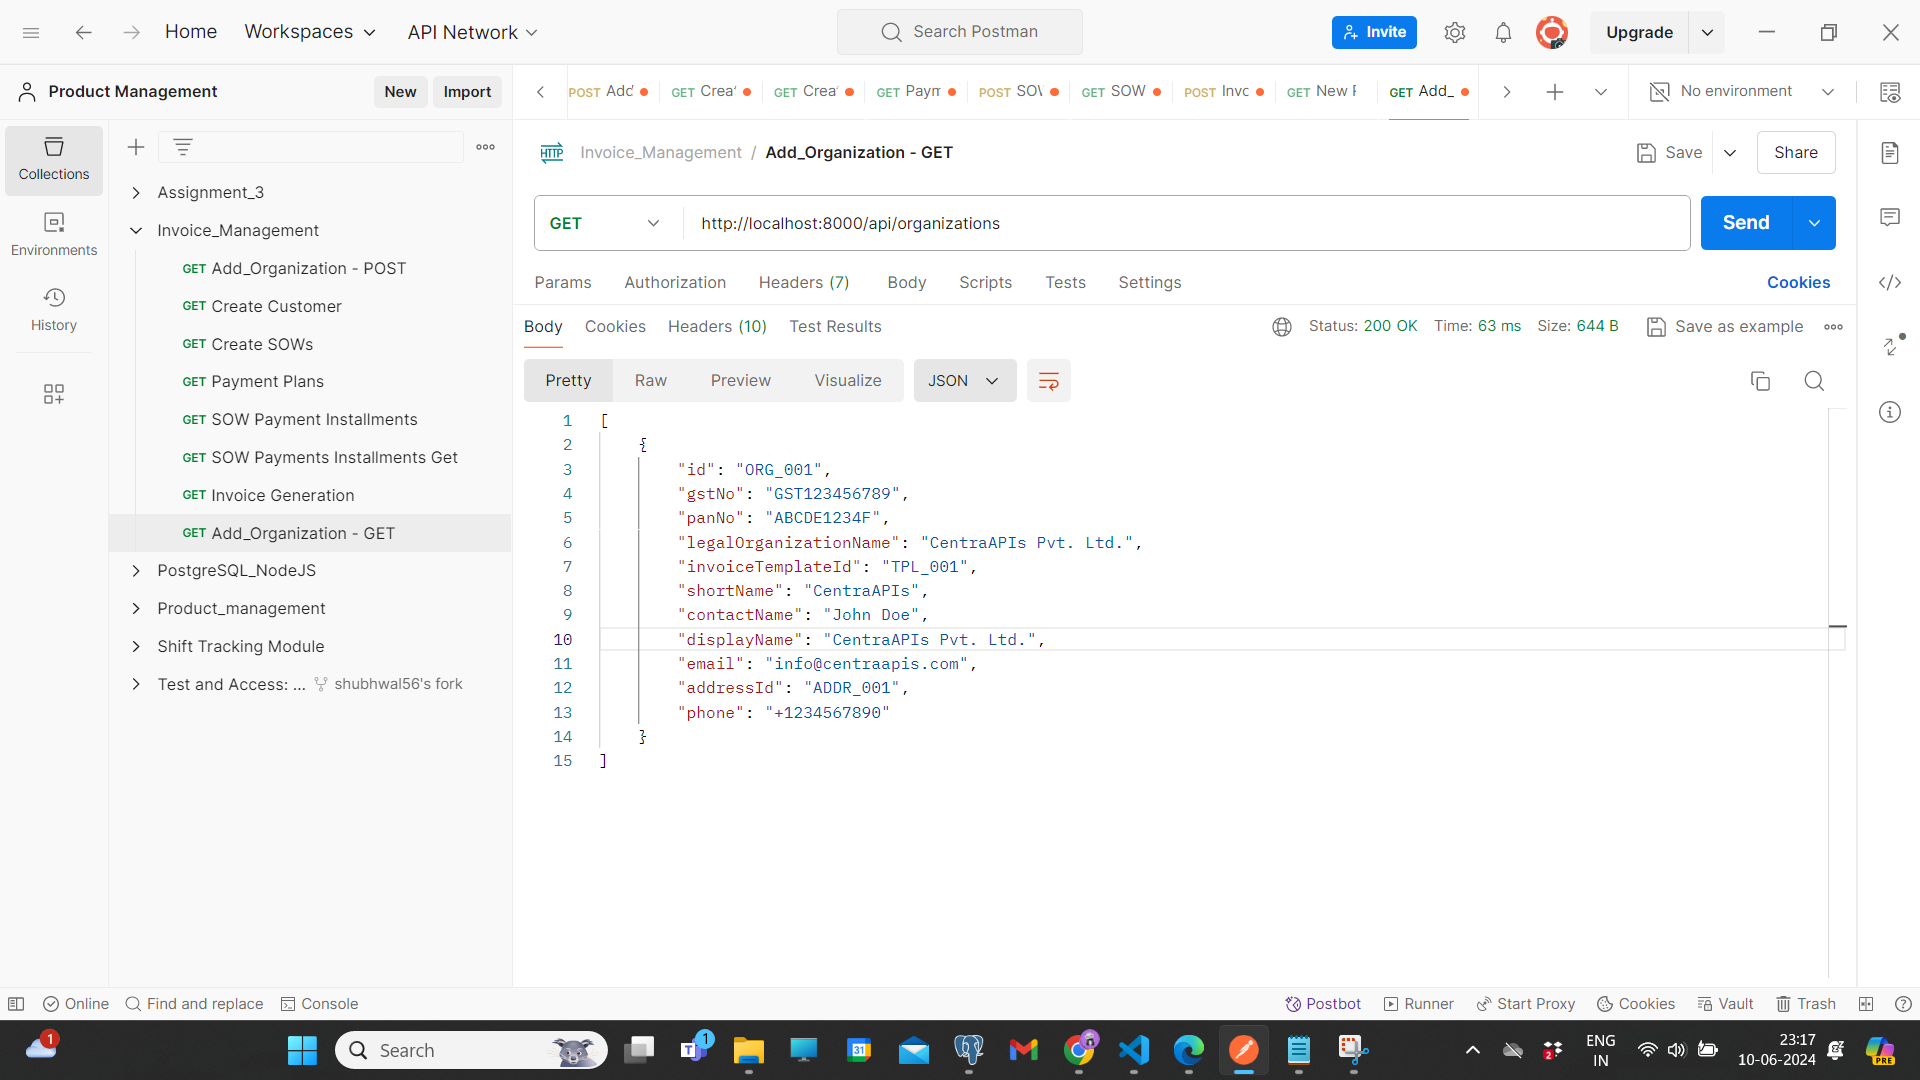 Home
Workspaces
API Network
Search Postman
Invite
Upgrade
Product Management
New
Import
POST Add
GET Crea
GET Crea
GET Paym
POST SOW
GET SOW
POST Invo
GET New
GET Add_
No environment
Collections
Environments
History
Assignment_3
Invoice_Management
GET Add_Organization - POST
GET Create Customer
GET Create SOWs
GET Payment Plans
GET SOW Payment Installments
GET SOW Payments Installments Get
GET Invoice Generation
GET Add_Organization - GET
PostgreSQL_NodeJS
Product_management
Shift Tracking Module
Test and Access: ... shubhwal56's fork
HTTP Invoice_Management / Add_Organization - GET
Save
Share
GET
http://localhost:8000/api/organizations
Send
Params Authorization Headers (7) Body Scripts Tests Settings
Cookies
Body Cookies Headers (10) Test Results
Status: 200 OK Time: 63 ms Size: 644 B
Save as example
Pretty Raw Preview Visualize
JSON
1 [
2 {
3 "id": "ORG_001",
4 "gstNo": "GST123456789",
5 "panNo": "ABCDE1234F",
6 "legalOrganizationName": "CentraAPIs Pvt. Ltd.",
7 "invoiceTemplateId": "TPL_001",
8 "shortName": "CentraAPIs",
9 "contactName": "John Doe",
10 "displayName": "CentraAPIs Pvt. Ltd.",
11 "email": "info@centraapis.com",
12 "addressId": "ADDR_001",
13 "phone": "+1234567890"
14 }
15 ]
Online
Find and replace
Console
Postbot
Runner
Start Proxy
Cookies
Vault
Trash
1
Search
1
31
ENG
IN
2
23:17
10-06-2024
PRE